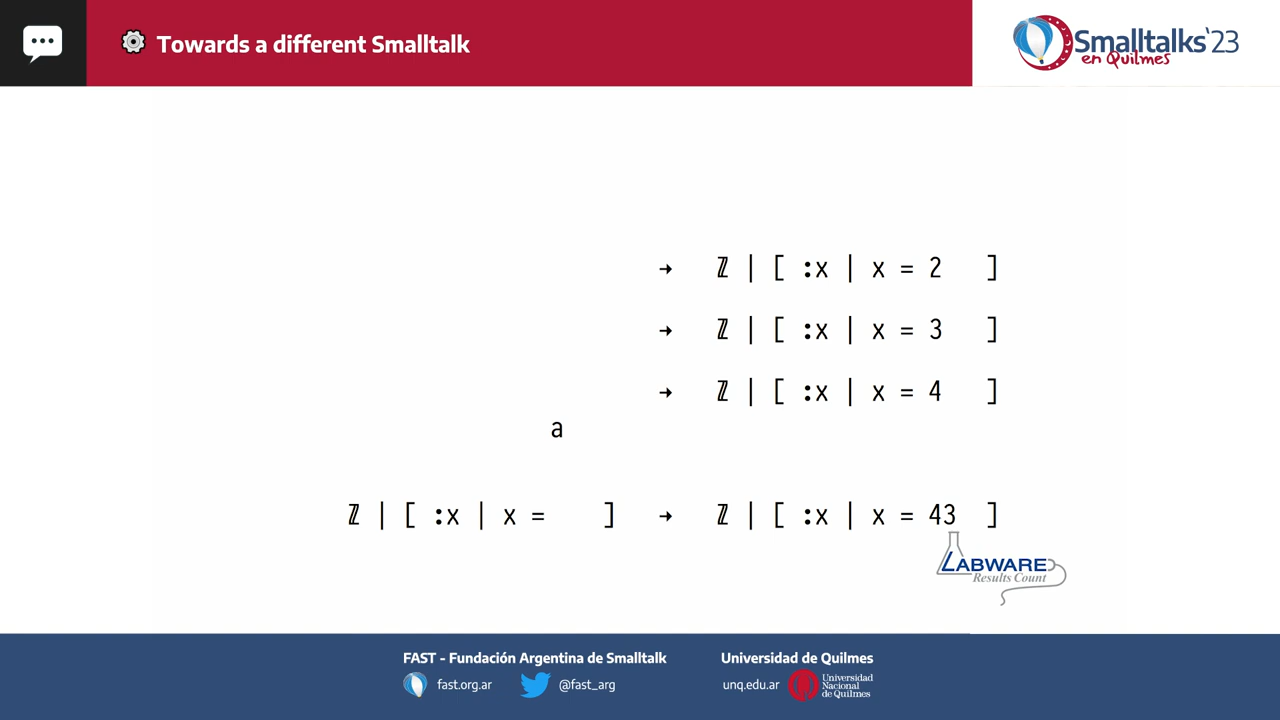 Towards a different Smalltalk
Smalltalks'23
en Quilmes
→ ℤ | [ :x | x = 2 ]
→ ℤ | [ :x | x = 3 ]
→ ℤ | [ :x | x = 4 ]
a
ℤ | [ :x | x = ] → ℤ | [ :x | x = 43 ]
LABWARE
Results Count
FAST - Fundación Argentina de Smalltalk
fast.org.ar @fast_arg
Universidad de Quilmes
unq.edu.ar
Universidad
Nacional
de Quilmes